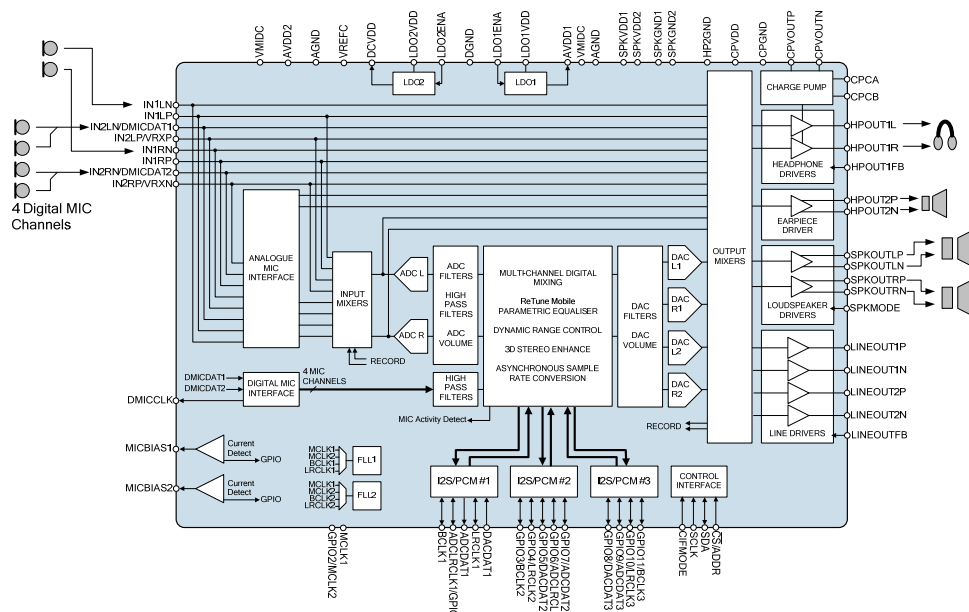 VMIDC
AVDD2
AGND
VREFC
DCVDD
LDO2VDD
LDO2ENA
DGND
LDO1ENA
LDO1VDD
AVDD1
VMIDC
AGND
SPKVDD1
SPKVDD2
SPKGND1
SPKGND2
HP2GND
CPVDD
CPGND
CPVOUTP
CPVOUTN
LDO2
LDO1
CHARGE PUMP
CPCA
CPCB
IN1LN
IN1LP
IN2LN/DMICDAT1
IN2LP/VRXP
IN1RN
IN1RP
IN2RN/DMICDAT2
IN2RP/VRXN
4 Digital MIC
Channels
HPOUT1L
HPOUT1R
HPOUT1FB
HEADPHONE
DRIVERS
HPOUT2P
HPOUT2N
EARPIECE
DRIVER
SPKOUTLP
SPKOUTLN
SPKOUTRP
SPKOUTRN
SPKMODE
LOUDSPEAKER
DRIVERS
ANALOGUE
MIC
INTERFACE
INPUT
MIXERS
RECORD
ADC L
ADC R
ADC
FILTERS
HIGH
PASS
FILTERS
ADC
VOLUME
MULTI-CHANNEL DIGITAL
MIXING
ReTune Mobile
PARAMETRIC EQUALISER
DYNAMIC RANGE CONTROL
3D STEREO ENHANCE
ASYNCHRONOUS SAMPLE
RATE CONVERSION
DAC
FILTERS
DAC
VOLUME
DAC
L1
DAC
R1
DAC
L2
DAC
R2
OUTPUT
MIXERS
RECORD
LINEOUT1P
LINEOUT1N
LINEOUT2P
LINEOUT2N
LINEOUTFB
LINE DRIVERS
DMICDAT1
DMICDAT2
DMICCLK
DIGITAL MIC
INTERFACE
4 MIC
CHANNELS
HIGH
PASS
FILTERS
MIC Activity Detect
MICBIAS1
Current
Detect
GPIO
MICBIAS2
Current
Detect
GPIO
MCLK1
MCLK2
BCLK1
LRCLK1
FLL1
MCLK1
MCLK2
BCLK2
LRCLK2
FLL2
I2S/PCM #1
I2S/PCM #2
I2S/PCM #3
CONTROL
INTERFACE
GPIO2/MCLK2
MCLK1
BCLK1
ADCLRCLK1/GPIO
ADCDAT1
LRCLK1
DACDAT1
GPIO3/BCLK2
GPIO4/LRCLK2
GPIO5/DACDAT2
GPIO6/ADCLRCL
GPIO7/ADCDAT2
GPIO8/DACDAT3
GPIO9/ADCDAT3
GPIO10/LRCLK3
GPIO11/BCLK3
CIFMODE
SCLK
SDA
CS/ADDR